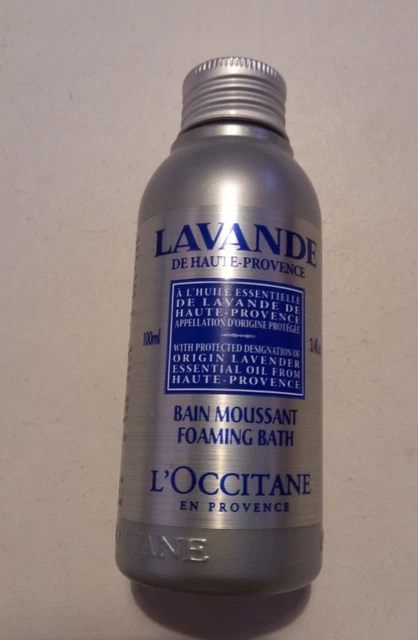 LAVANDE
DE HAUTE-PROVENCE
À L'HUILE ESSENTIELLE
DE LAVANDE DE
HAUTE-PROVENCE
APPELLATION D'ORIGINE PROTÉGÉE
100ml
WITH PROTECTED DESIGNATION OF
ORIGIN LAVENDER
ESSENTIAL OIL FROM
HAUTE-PROVENCE
BAIN MOUSSANT
FOAMING BATH
L'OCCITANE
EN PROVENCE